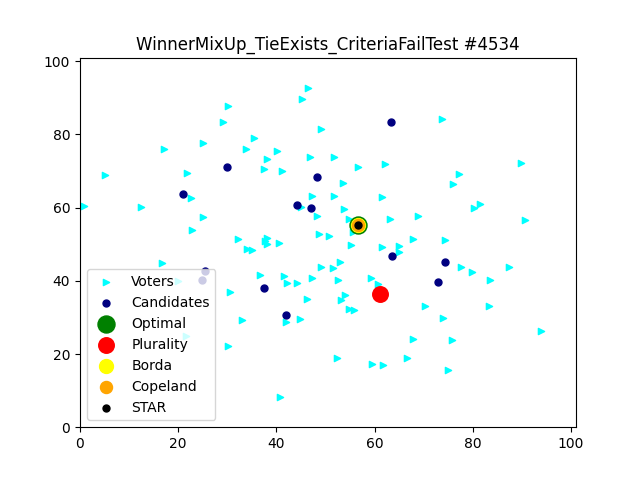 WinnerMixUp_TieExists_CriteriaFailTest #4534
100
80
60
40
20
0
Voters
Candidates
Optimal
Plurality
Borda
Copeland
STAR
0 20 40 60 80 100